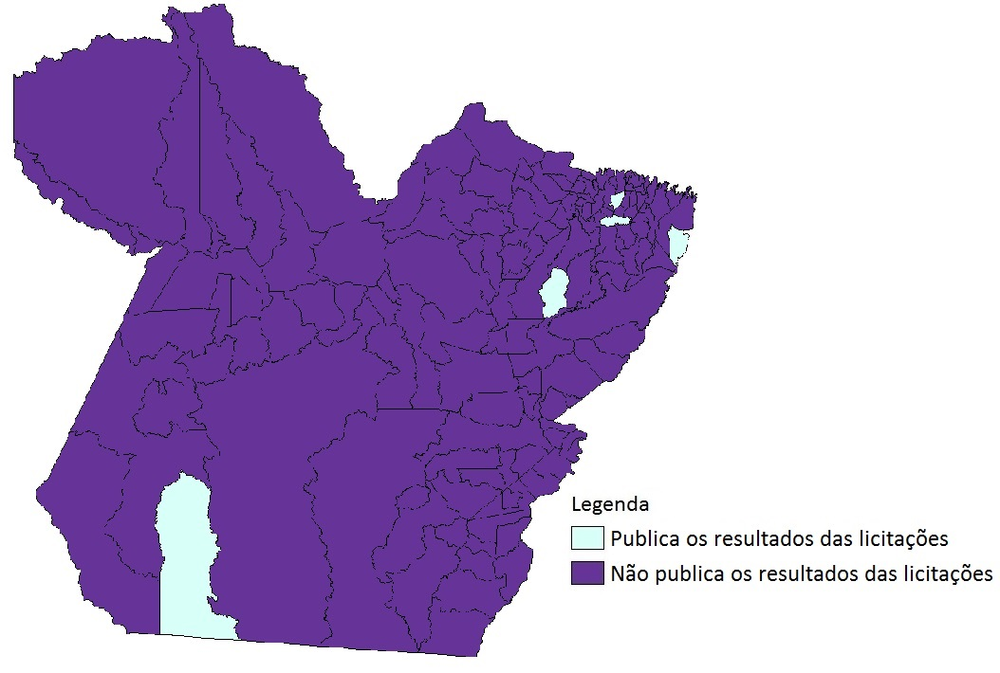 Legenda
Publica os resultados das licitações
Não publica os resultados das licitações